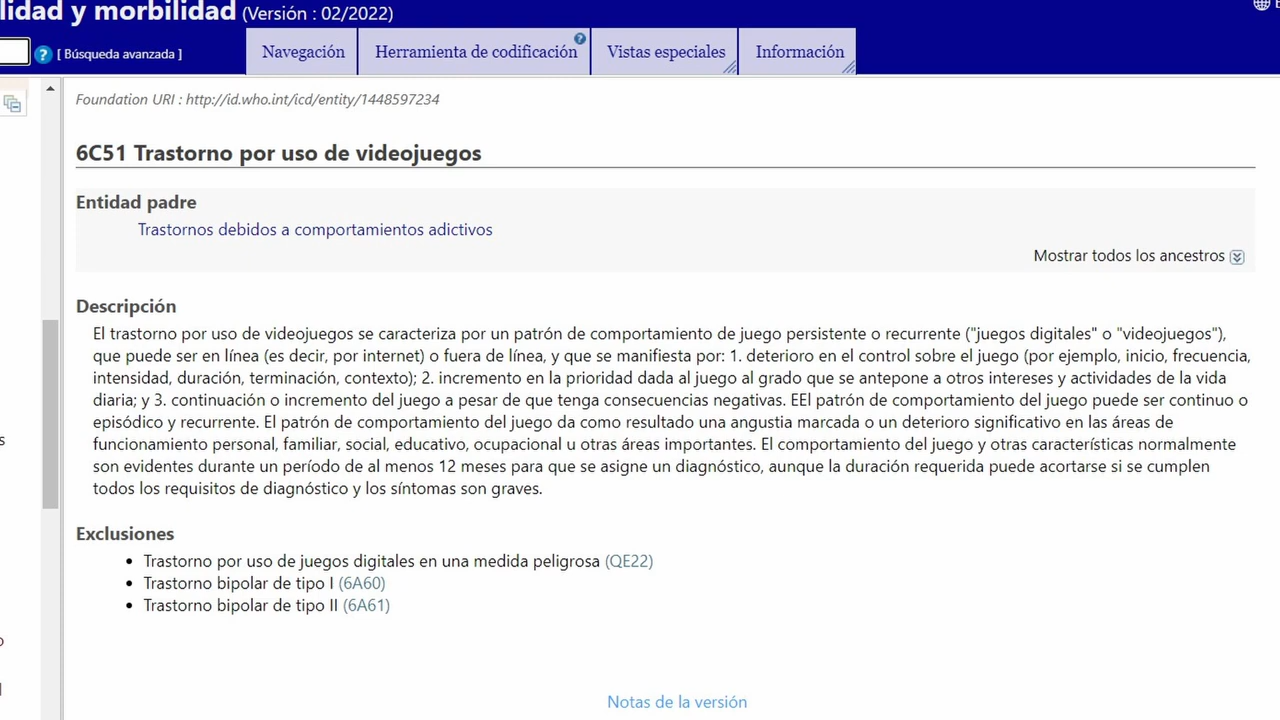 lidad y morbilidad (Versión : 02/2022)
? [ Búsqueda avanzada ]
Navegación
Herramienta de codificación ?
Vistas especiales
Información
Foundation URI : http://id.who.int/icd/entity/1448597234
6C51 Trastorno por uso de videojuegos
Entidad padre
Trastornos debidos a comportamientos adictivos
Mostrar todos los ancestros
Descripción
El trastorno por uso de videojuegos se caracteriza por un patrón de comportamiento de juego persistente o recurrente ("juegos digitales" o "videojuegos"),
que puede ser en línea (es decir, por internet) o fuera de línea, y que se manifiesta por: 1. deterioro en el control sobre el juego (por ejemplo, inicio, frecuencia,
intensidad, duración, terminación, contexto); 2. incremento en la prioridad dada al juego al grado que se antepone a otros intereses y actividades de la vida
diaria; y 3. continuación o incremento del juego a pesar de que tenga consecuencias negativas. EEl patrón de comportamiento del juego puede ser continuo o
episódico y recurrente. El patrón de comportamiento del juego da como resultado una angustia marcada o un deterioro significativo en las áreas de
funcionamiento personal, familiar, social, educativo, ocupacional u otras áreas importantes. El comportamiento del juego y otras características normalmente
son evidentes durante un período de al menos 12 meses para que se asigne un diagnóstico, aunque la duración requerida puede acortarse si se cumplen
todos los requisitos de diagnóstico y los síntomas son graves.
Exclusiones
• Trastorno por uso de juegos digitales en una medida peligrosa (QE22)
• Trastorno bipolar de tipo I (6A60)
• Trastorno bipolar de tipo II (6A61)
Notas de la versión